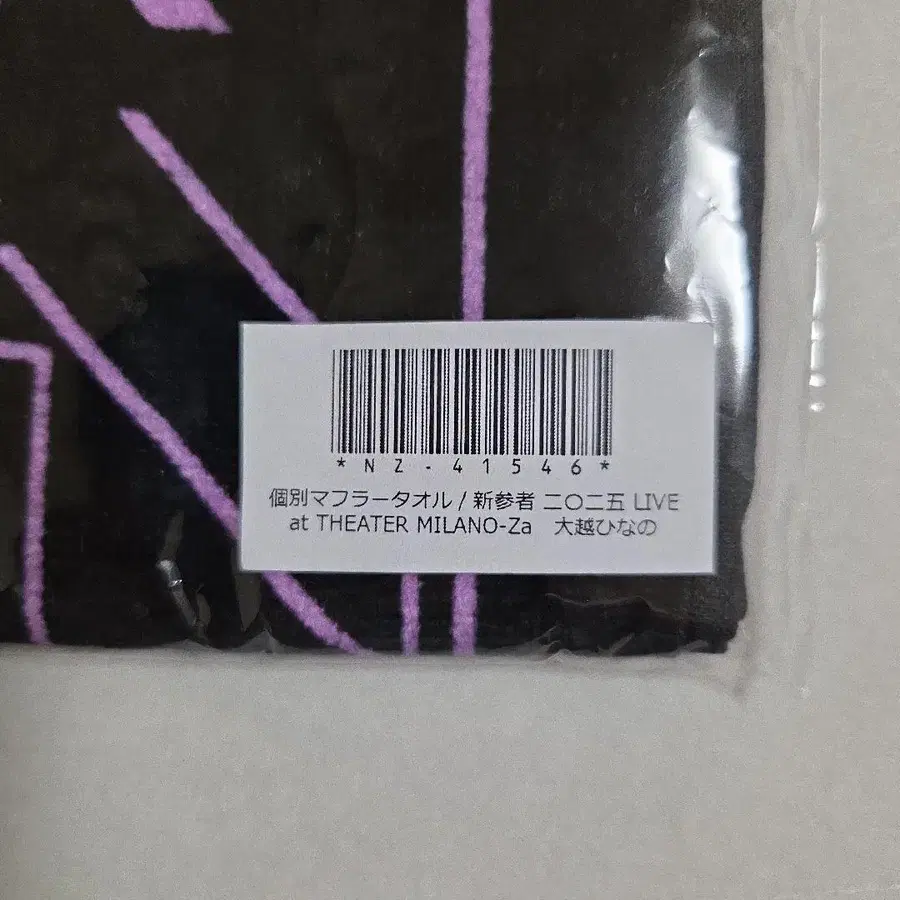 *NZ-41546*
個別マフラータオル / 新参者 二〇二五 LIVE
at THEATER MILANO-Za　大越ひなの